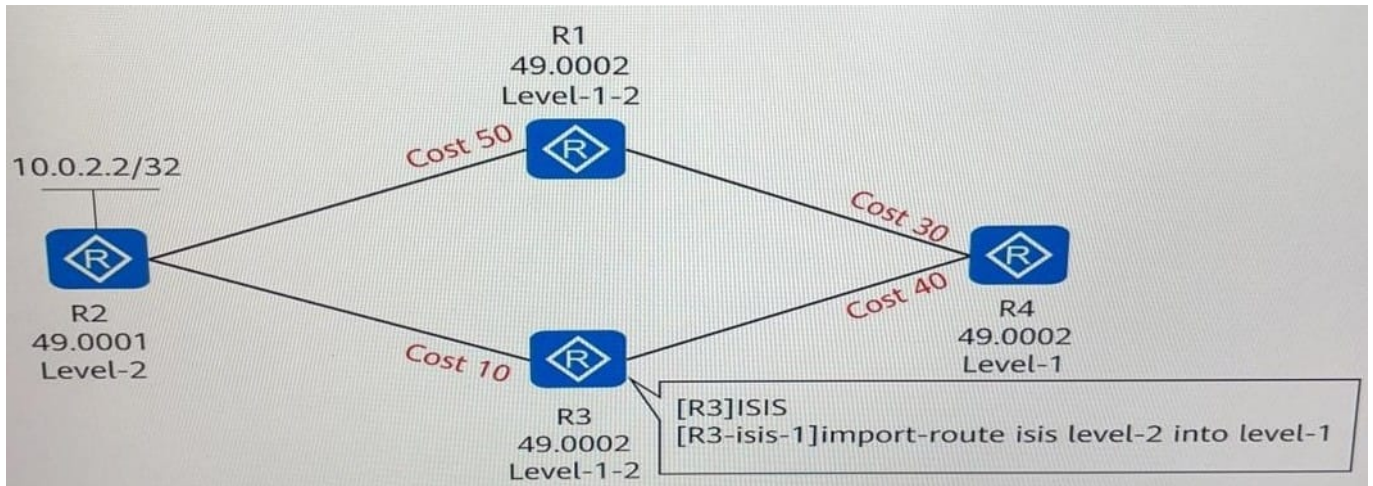 R1
49.0002
Level-1-2
Cost 50
10.0.2.2/32
R
Cost 30
R
R
Cost 40
R2
49.0001
Level-2
Cost 10
R
R4
49.0002
Level-1
R3
49.0002
Level-1-2
[R3]ISIS
[R3-isis-1]import-route isis level-2 into level-1